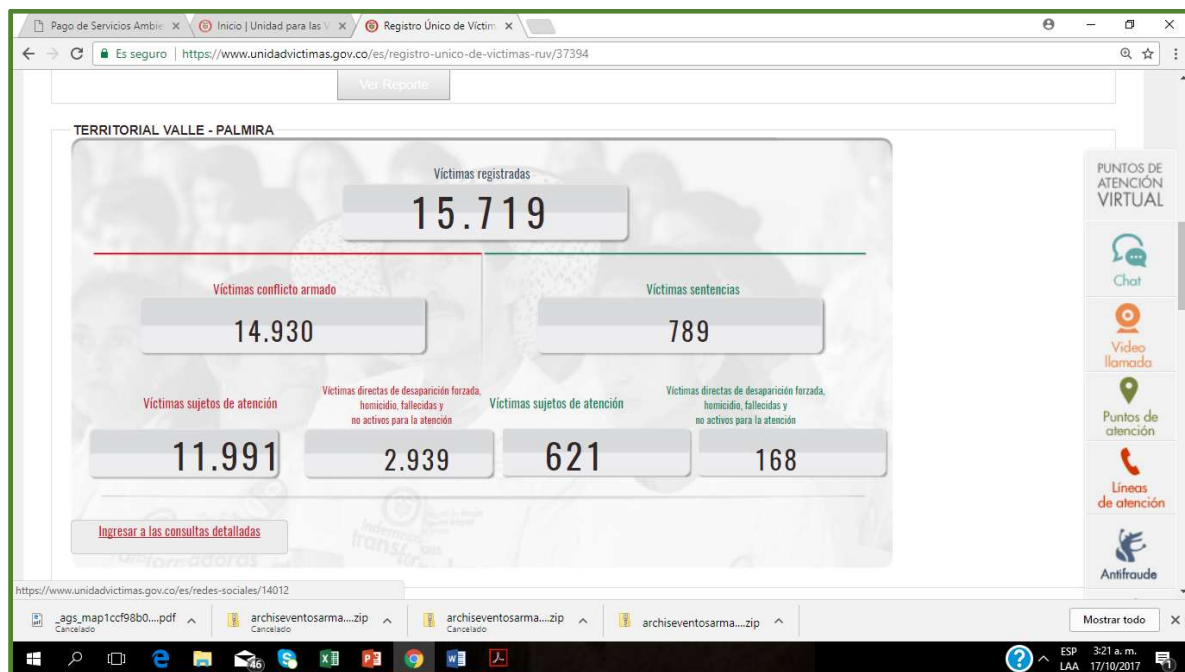 Pago de Servicios Ambie
Inicio | Unidad para las V
Registro Único de Víctim
Es seguro | https://www.unidadvictimas.gov.co/es/registro-unico-de-victimas-ruv/37394
Ver Reporte
TERRITORIAL VALLE - PALMIRA
Víctimas registradas
15.719
Víctimas conflicto armado
14.930
Víctimas sentencias
789
Víctimas sujetos de atención
11.991
Víctimas directas de desaparición forzada,
homicidio, fallecidas y
no activos para la atención
2.939
Víctimas sujetos de atención
621
Víctimas directas de desaparición forzada,
homicidio, fallecidas y
no activos para la atención
168
Ingresar a las consultas detalladas
PUNTOS DE
ATENCIÓN
VIRTUAL
Chat
Video
llamada
Puntos de
atención
Líneas
de atención
Antifraude
https://www.unidadvictimas.gov.co/es/redes-sociales/14012
_ags_map1ccf98b0....pdf
Cancelado
archiseventosarma....zip
Cancelado
archiseventosarma....zip
Cancelado
archiseventosarma....zip
Mostrar todo
46
ESP
LAA
3:21 a. m.
17/10/2017